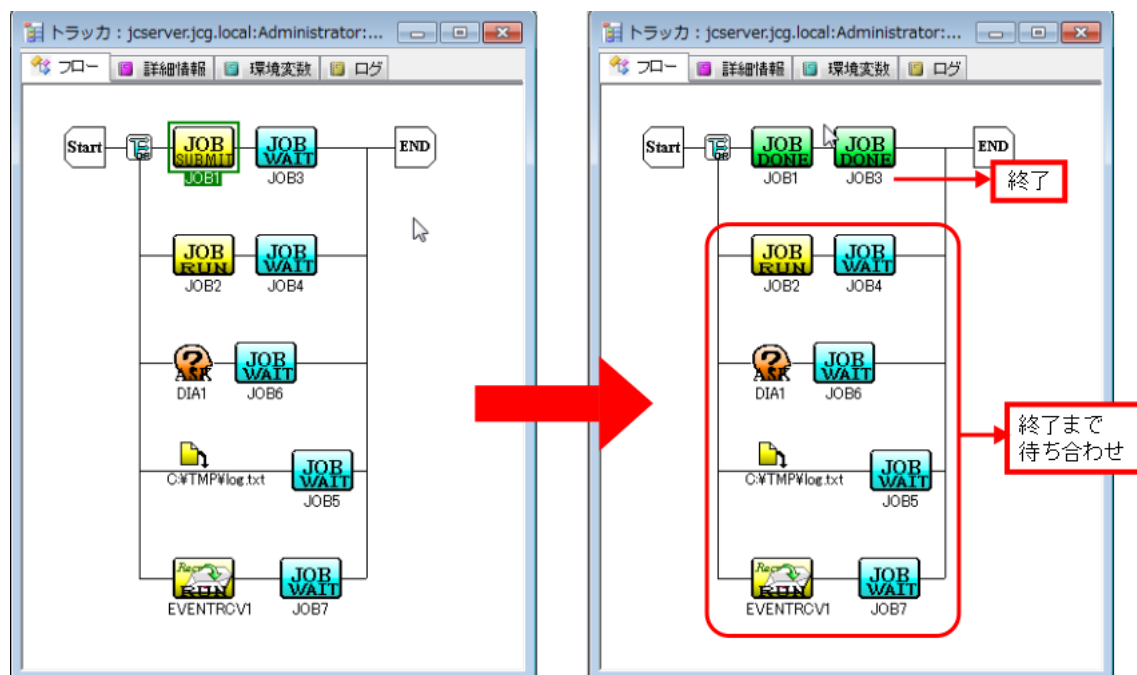 トラッカ : jcserver.jcg.local:Administrator:...
フロー 詳細情報 環境変数 ログ
Start OR JOB SUBMIT JOB WAIT END
JOB1 JOB3
JOB RUN JOB WAIT
JOB2 JOB4
? ASK JOB WAIT
DIA1 JOB6
JOB WAIT
C:¥TMP¥log.txt
JOB5
Recv RUN JOB WAIT
EVENTRCV1 JOB7
トラッカ : jcserver.jcg.local:Administrator:...
フロー 詳細情報 環境変数 ログ
Start OR JOB DONE JOB DONE END
JOB1 JOB3
終了
JOB RUN JOB WAIT
JOB2 JOB4
? ASK JOB WAIT
DIA1 JOB6
終了まで
待ち合わせ
JOB WAIT
C:¥TMP¥log.txt
JOB5
Recv RUN JOB WAIT
EVENTRCV1 JOB7